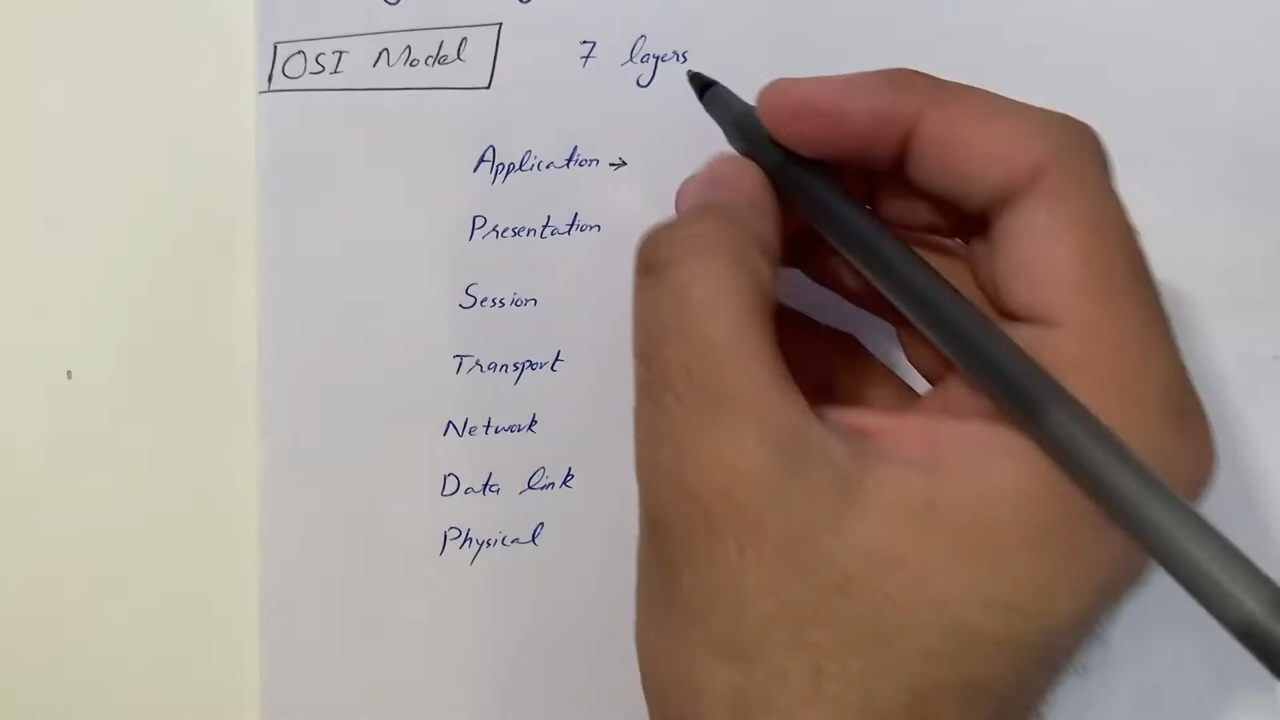 OSI Model 7 layers
Application →
Presentation
Session
Transport
Network
Data link
Physical